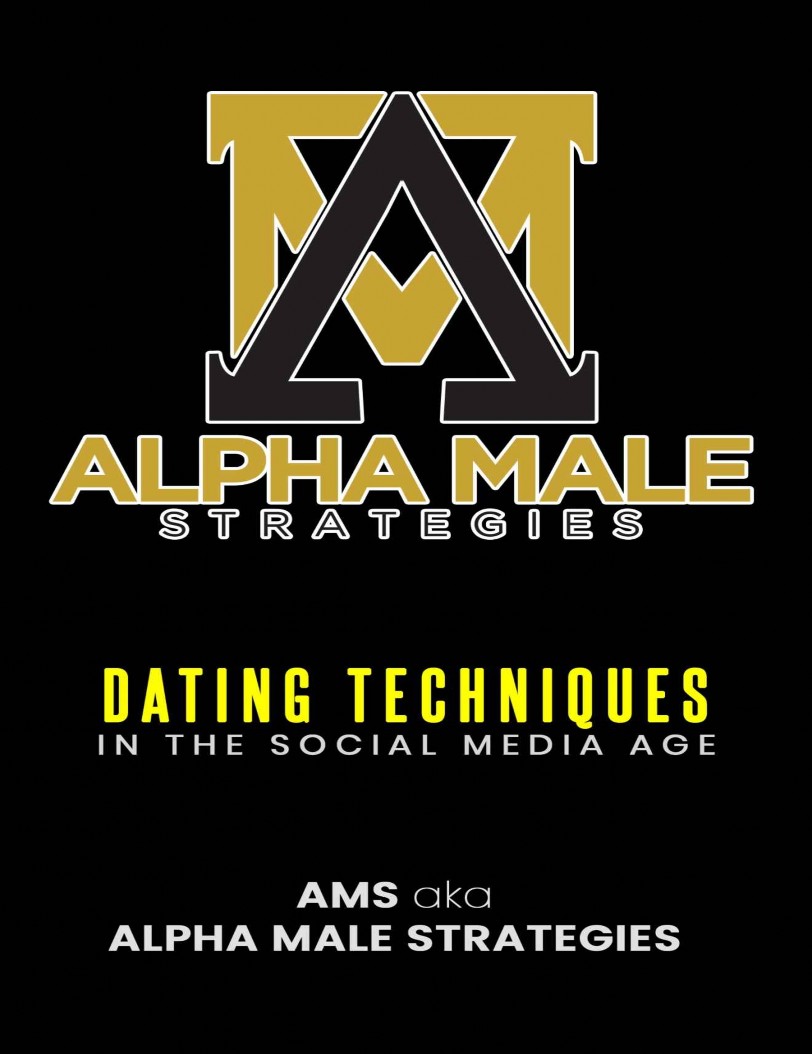 ALPHA MALE
STRATEGIES
DATING TECHNIQUES
IN THE SOCIAL MEDIA AGE
AMS aka
ALPHA MALE STRATEGIES